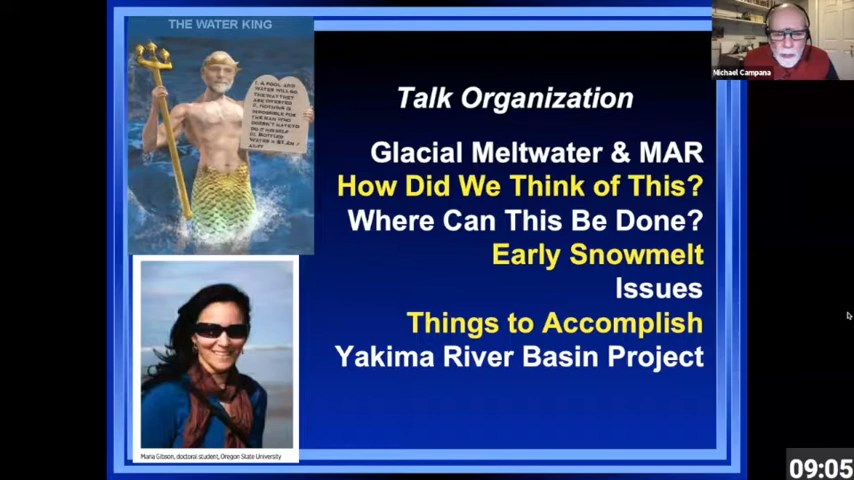 THE WATER KING
Michael Campana
Talk Organization
Glacial Meltwater & MAR
How Did We Think of This?
Where Can This Be Done?
Early Snowmelt
Issues
Things to Accomplish
Yakima River Basin Project
Maria Gibson, doctoral student, Oregon State University
09:05